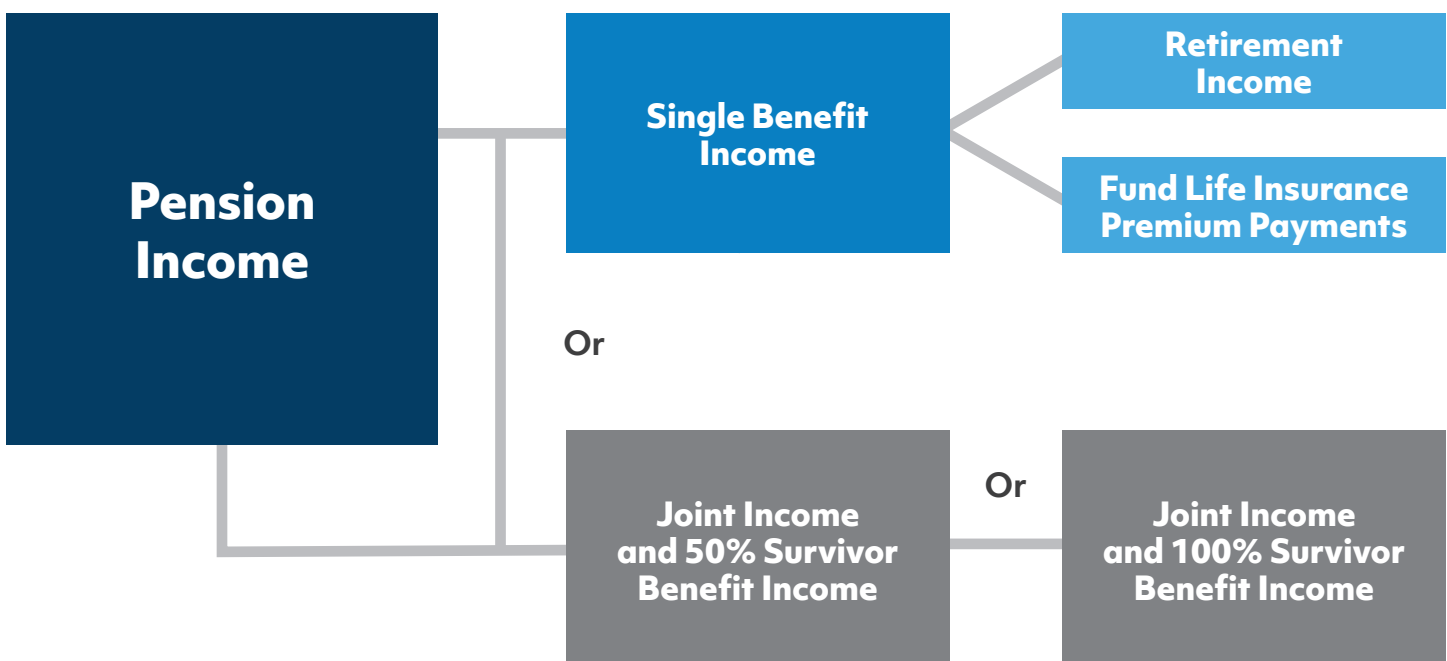 Pension
Income
Single Benefit
Income
Retirement
Income
Fund Life Insurance
Premium Payments
Or
Joint Income
and 50% Survivor
Benefit Income
Or
Joint Income
and 100% Survivor
Benefit Income